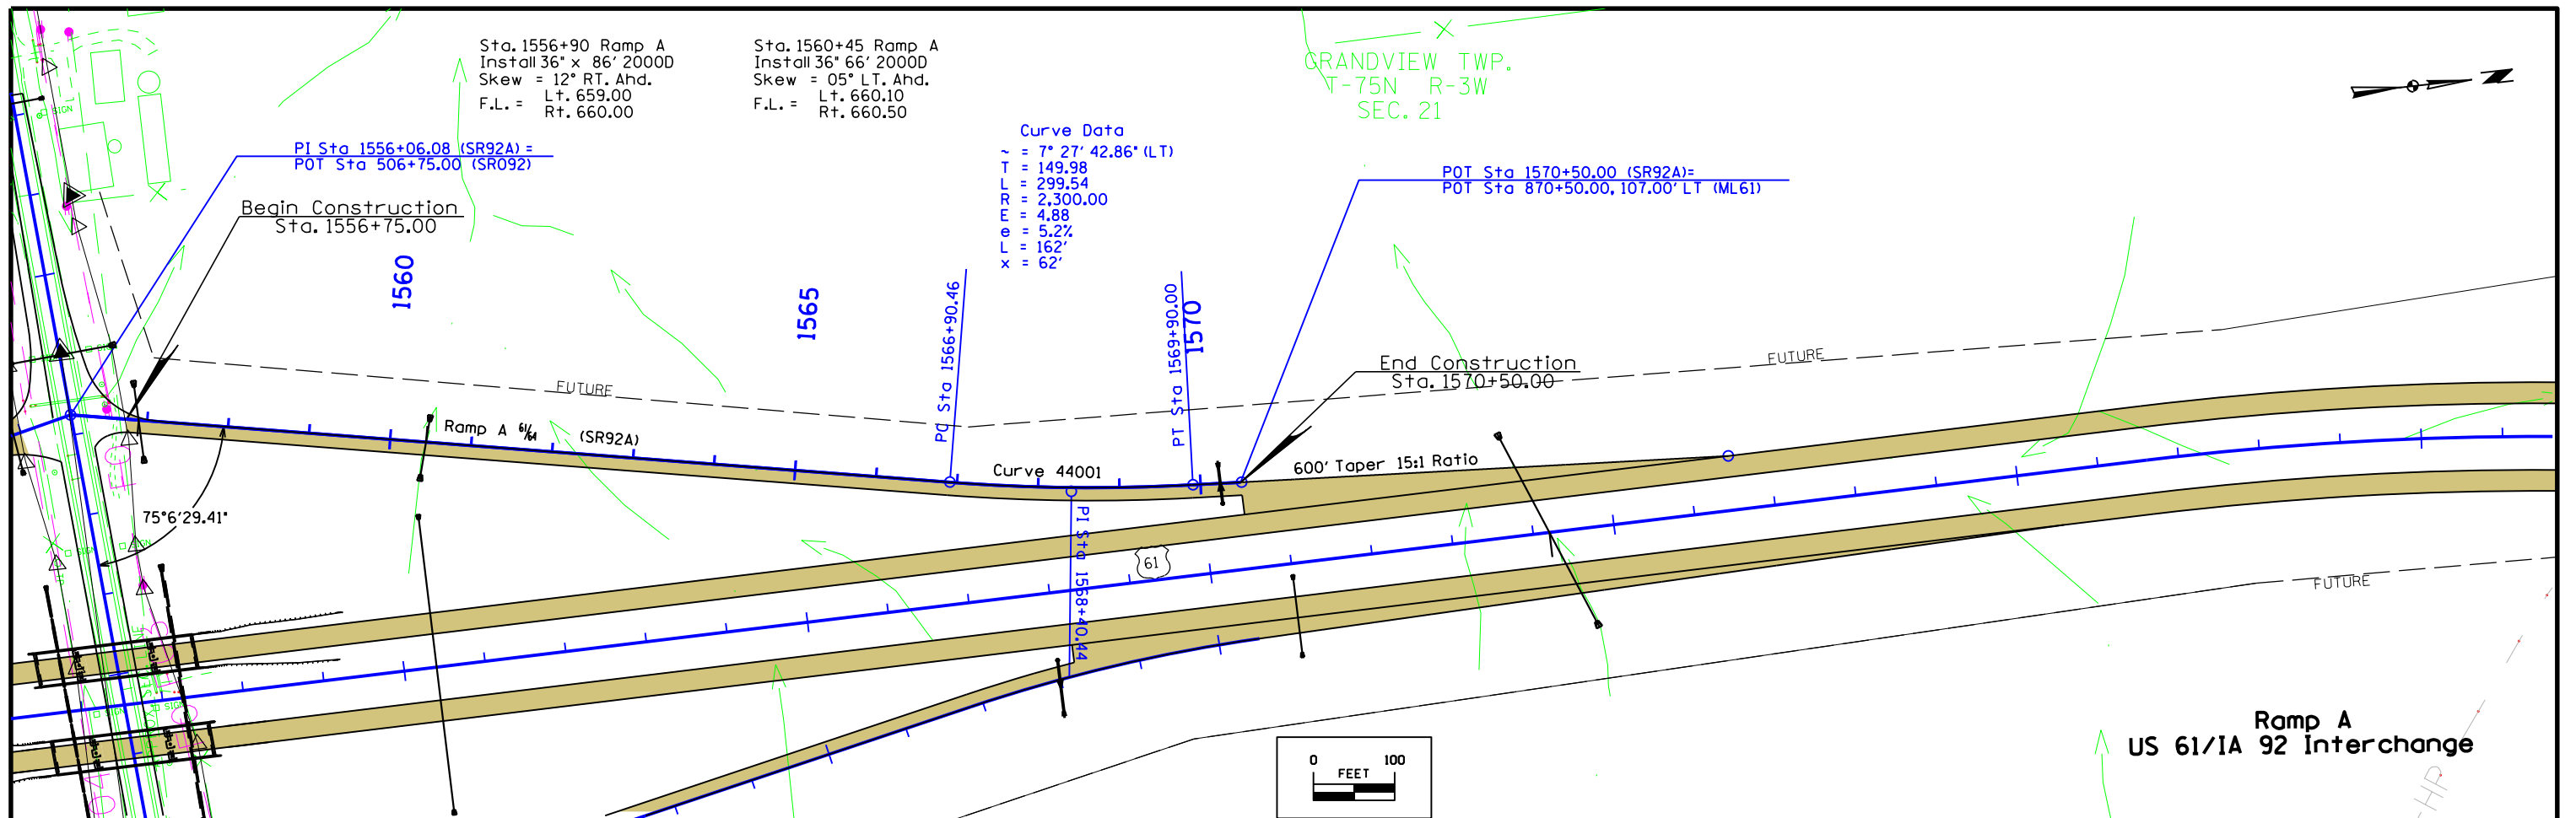 Sta. 1556+90 Ramp A
Install 36" x 86' 2000D
Skew = 12° RT. Ahd.
F.L. = Lt. 659.00
Rt. 660.00
Sta. 1560+45 Ramp A
Install 36" 66' 2000D
Skew = 05° LT. Ahd.
F.L. = Lt. 660.10
Rt. 660.50
GRANDVIEW TWP.
T-75N R-3W
SEC. 21
Curve Data
~ = 7° 27' 42.86" (LT)
T = 149.98
L = 299.54
R = 2,300.00
E = 4.88
e = 5.2%
L = 162'
x = 62'
PI Sta 1556+06.08 (SR92A) =
POT Sta 506+75.00 (SR092)
POT Sta 1570+50.00 (SR92A)=
POT Sta 870+50.00, 107.00' LT (ML61)
Begin Construction
Sta. 1556+75.00
1560
1565
PC Sta 1566+90.46
PT Sta 1569+90.00
1570
End Construction
Sta. 1570+50.00
FUTURE
FUTURE
FUTURE
Ramp A 61/64 (SR92A)
Curve 44001
600' Taper 15:1 Ratio
75°6'29.41"
PI Sta 1568+40.44
61
SIGN
SIGN
SIGN
SIGN
0 100
FEET
Ramp A
US 61/IA 92 Interchange
HP